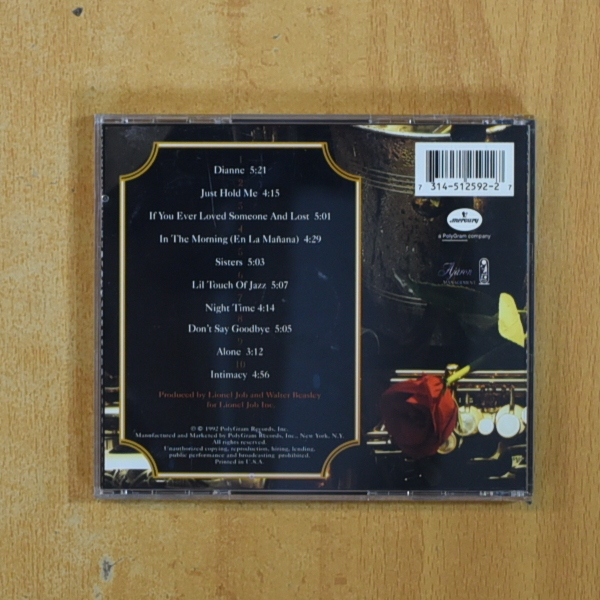 Dianne 5:21
Just Hold Me 4:15
If You Ever Loved Someone And Lost 5:01
In The Morning (En La Mañana) 4:29
Sisters 5:03
Lil Touch Of Jazz 5:07
Night Time 4:14
Don't Say Goodbye 5:05
Alone 3:12
10
Intimacy 4:56
Produced by Lionel Job and Walter Beasley
for Lionel Job Inc.
℗ © 1992 PolyGram Records, Inc.
Manufactured and Marketed by PolyGram Records, Inc., New York, N.Y.
All rights reserved.
Unauthorized copying, reproduction, hiring, lending,
public performance and broadcasting prohibited.
Printed in U.S.A.
7 314-512592-2 7
mercury
a PolyGram company